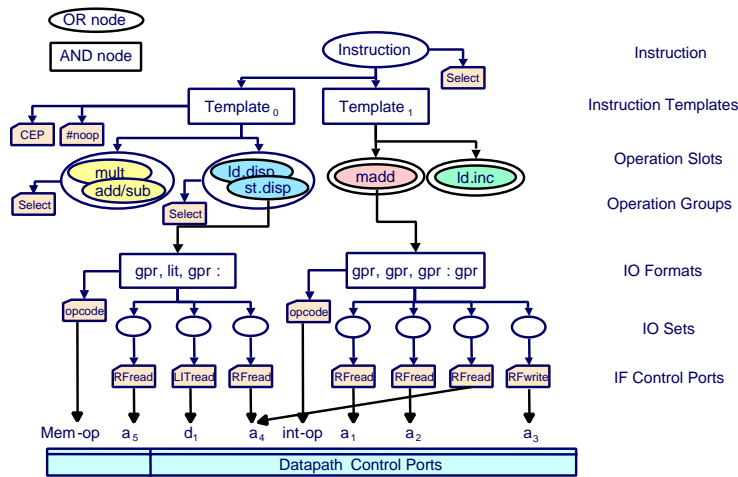 OR node
AND node
Instruction
Instruction
Select
Template₀
Template₁
Instruction Templates
CEP
#noop
Operation Slots
mult
add/sub
ld.disp
st.disp
madd
ld.inc
Select
Select
Operation Groups
gpr, lit, gpr :
gpr, gpr, gpr : gpr
IO Formats
opcode
opcode
IO Sets
RFread
LITread
RFread
RFread
RFread
RFread
RFwrite
IF Control Ports
Mem-op
a₅
d₁
a₄
int-op
a₁
a₂
a₃
Datapath Control Ports